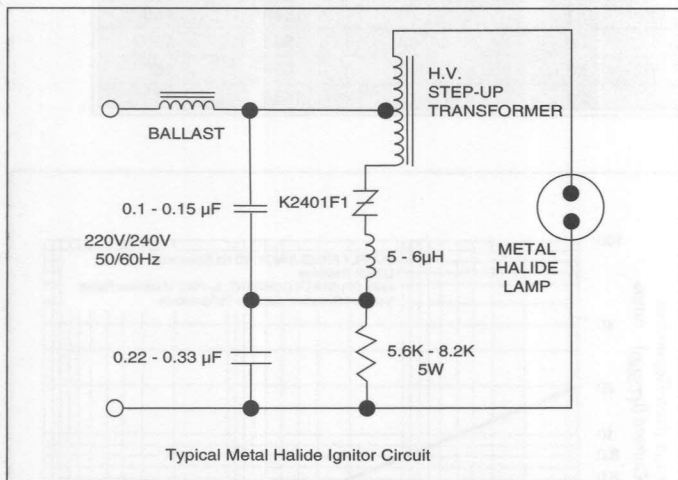 H.V.
STEP-UP
TRANSFORMER
BALLAST
0.1 - 0.15 µF
K2401F1
220V/240V
50/60Hz
5 - 6µH
METAL
HALIDE
LAMP
0.22 - 0.33 µF
5.6K - 8.2K
5W
Typical Metal Halide Ignitor Circuit